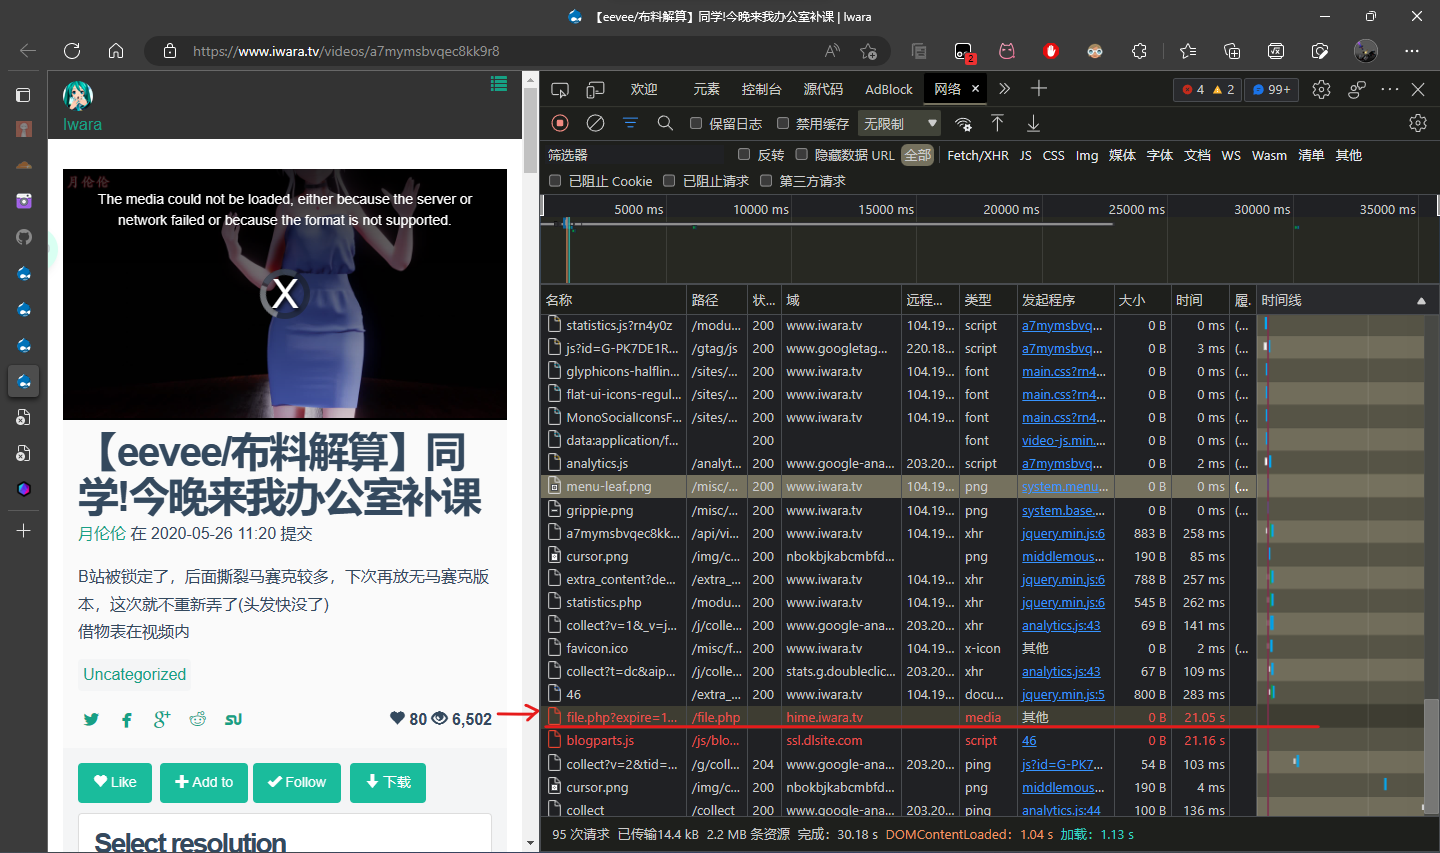 【eevee/布料解算】同学!今晚来我办公室补课 | Iwara
https://www.iwara.tv/videos/a7mymsbvqec8kk9r8
2
Iwara
月伦伦
The media could not be loaded, either because the server or
network failed or because the format is not supported.
X
【eevee/布料解算】同
学!今晚来我办公室补课
月伦伦 在 2020-05-26 11:20 提交
B站被锁定了，后面撕裂马赛克较多，下次再放无马赛克版
本，这次就不重新弄了(头发快没了)
借物表在视频内
Uncategorized
80 6,502
Like Add to Follow 下载
Select resolution
欢迎 元素 控制台 源代码 AdBlock 网络 × 4 2 99+
保留日志 禁用缓存 无限制
筛选器 反转 隐藏数据 URL 全部 Fetch/XHR JS CSS Img 媒体 字体 文档 WS Wasm 清单 其他
已阻止 Cookie 已阻止请求 第三方请求
5000 ms 10000 ms 15000 ms 20000 ms 25000 ms 30000 ms 35000 ms
名称 路径 状... 域 远程... 类型 发起程序 大小 时间 履. 时间线
statistics.js?rn4y0z /modu... 200 www.iwara.tv 104.19... script a7mymsbvq... 0 B 0 ms (...
js?id=G-PK7DE1R... /gtag/js 200 www.googletag... 220.18... script a7mymsbvq... 0 B 3 ms (...
glyphicons-halflin... /sites/... 200 www.iwara.tv 104.19... font main.css?rn4... 0 B 0 ms (...
flat-ui-icons-regul... /sites/... 200 www.iwara.tv 104.19... font main.css?rn4... 0 B 0 ms (...
MonoSocialIconsF... /sites/... 200 www.iwara.tv 104.19... font main.css?rn4... 0 B 0 ms (...
data:application/f... 200 font video-js.min.... 0 B 0 ms (...
analytics.js /analyt... 200 www.google-ana... 203.20... script a7mymsbvq... 0 B 2 ms (...
menu-leaf.png /misc/... 200 www.iwara.tv 104.19... png system.menu... 0 B 0 ms (...
grippie.png /misc/... 200 www.iwara.tv 104.19... png system.base.... 0 B 0 ms (...
a7mymsbvqec8kk... /api/vi... 200 www.iwara.tv 104.19... xhr jquery.min.js:6 883 B 258 ms
cursor.png /img/c... 200 nbokbjkabcmbfd... png middlemous... 190 B 85 ms
extra_content?de... /extra_... 200 www.iwara.tv 104.19... xhr jquery.min.js:6 788 B 257 ms
statistics.php /modu... 200 www.iwara.tv 104.19... xhr jquery.min.js:6 545 B 262 ms
collect?v=1&_v=j... /j/colle... 200 www.google-ana... 203.20... xhr analytics.js:43 69 B 141 ms
favicon.ico /misc/f... 200 www.iwara.tv 104.19... x-icon 其他 0 B 2 ms (...
collect?t=dc&aip... /j/colle... 200 stats.g.doubleclic... 203.20... xhr analytics.js:43 67 B 109 ms
46 /extra_... 200 www.iwara.tv 104.19... docu... jquery.min.js:5 800 B 283 ms
file.php?expire=1... /file.php hime.iwara.tv media 其他 0 B 21.05 s
blogparts.js /js/blo... ssl.dlsite.com script 46 0 B 21.16 s
collect?v=2&tid=... /g/coll... 204 www.google-ana... 203.20... ping js?id=G-PK7... 54 B 103 ms
cursor.png /img/c... 200 nbokbjkabcmbfd... png middlemous... 190 B 4 ms
collect /collect 200 www.google-ana... 203.20... ping analytics.js:44 100 B 136 ms
95 次请求 已传输14.4 kB 2.2 MB 条资源 完成：30.18 s DOMContentLoaded：1.04 s 加载：1.13 s